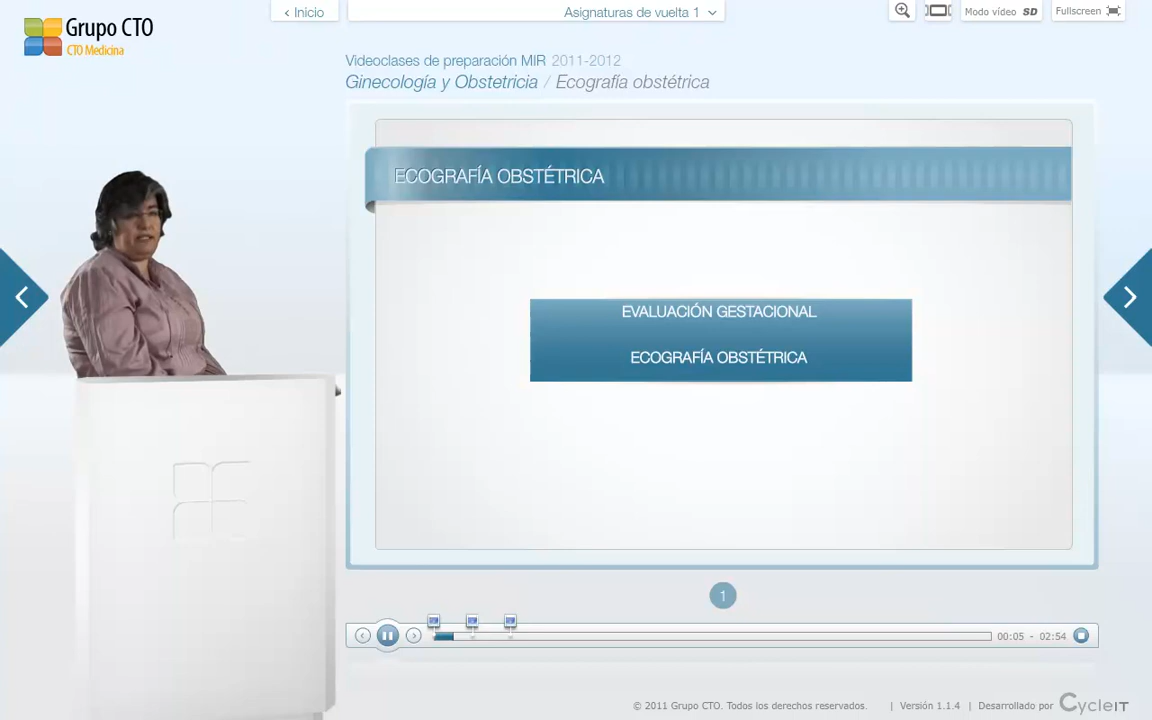 Grupo CTO
CTO Medicina
‹ Inicio
Asignaturas de vuelta 1
Modo vídeo SD
Fullscreen
Videoclases de preparación MIR 2011-2012
Ginecología y Obstetricia / Ecografía obstétrica
ECOGRAFÍA OBSTÉTRICA
EVALUACIÓN GESTACIONAL
ECOGRAFÍA OBSTÉTRICA
1
00:05 - 02:54
© 2011 Grupo CTO. Todos los derechos reservados. | Versión 1.1.4 | Desarrollado por CycleIT